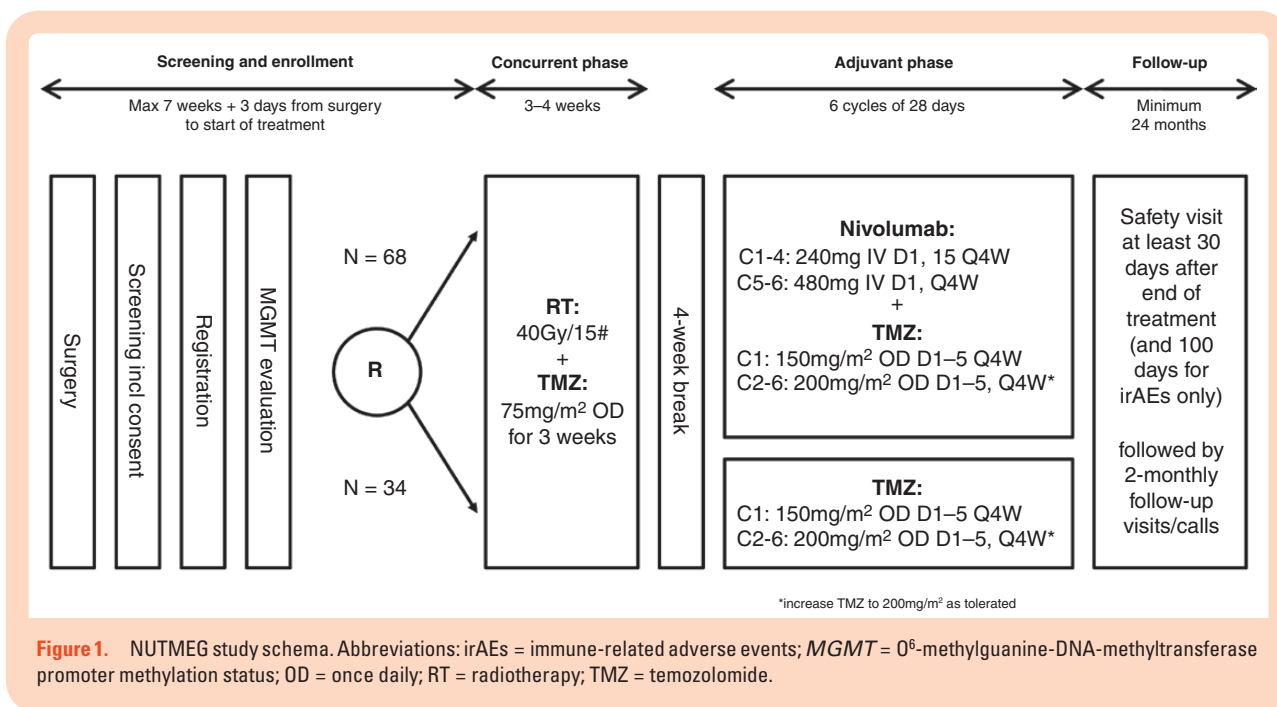 Screening and enrollment
Max 7 weeks + 3 days from surgery
to start of treatment
Concurrent phase
3–4 weeks
Adjuvant phase
6 cycles of 28 days
Follow-up
Minimum
24 months
Surgery
Screening incl consent
Registration
MGMT evaluation
N = 68
R
N = 34
RT:
40Gy/15#
+
TMZ:
75mg/m² OD
for 3 weeks
4-week break
Nivolumab:
C1-4: 240mg IV D1, 15 Q4W
C5-6: 480mg IV D1, Q4W
+
TMZ:
C1: 150mg/m² OD D1–5 Q4W
C2-6: 200mg/m² OD D1–5, Q4W*
TMZ:
C1: 150mg/m² OD D1–5 Q4W
C2-6: 200mg/m² OD D1–5, Q4W*
*increase TMZ to 200mg/m² as tolerated
Safety visit
at least 30
days after
end of
treatment
(and 100
days for
irAEs only)
followed by
2-monthly
follow-up
visits/calls
Figure 1. NUTMEG study schema. Abbreviations: irAEs = immune-related adverse events; MGMT = O⁶-methylguanine-DNA-methyltransferase
promoter methylation status; OD = once daily; RT = radiotherapy; TMZ = temozolomide.